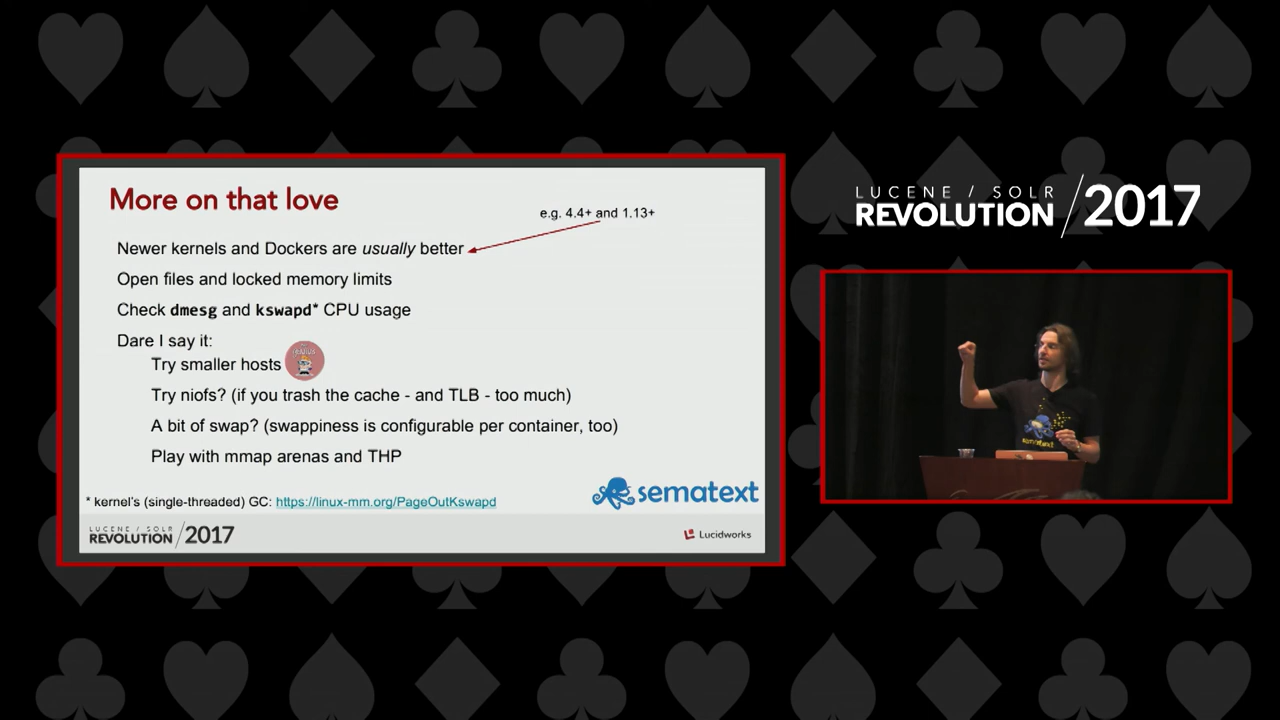 More on that love
e.g. 4.4+ and 1.13+
Newer kernels and Dockers are usually better
Open files and locked memory limits
Check dmesg and kswapd* CPU usage
Dare I say it:
Try smaller hosts
Try niofs? (if you trash the cache - and TLB - too much)
A bit of swap? (swappiness is configurable per container, too)
Play with mmap arenas and THP
* kernel's (single-threaded) GC: https://linux-mm.org/PageOutKswapd
sematext
LUCENE / SOLR
REVOLUTION / 2017
Lucidworks
LUCENE / SOLR
REVOLUTION / 2017
sematext